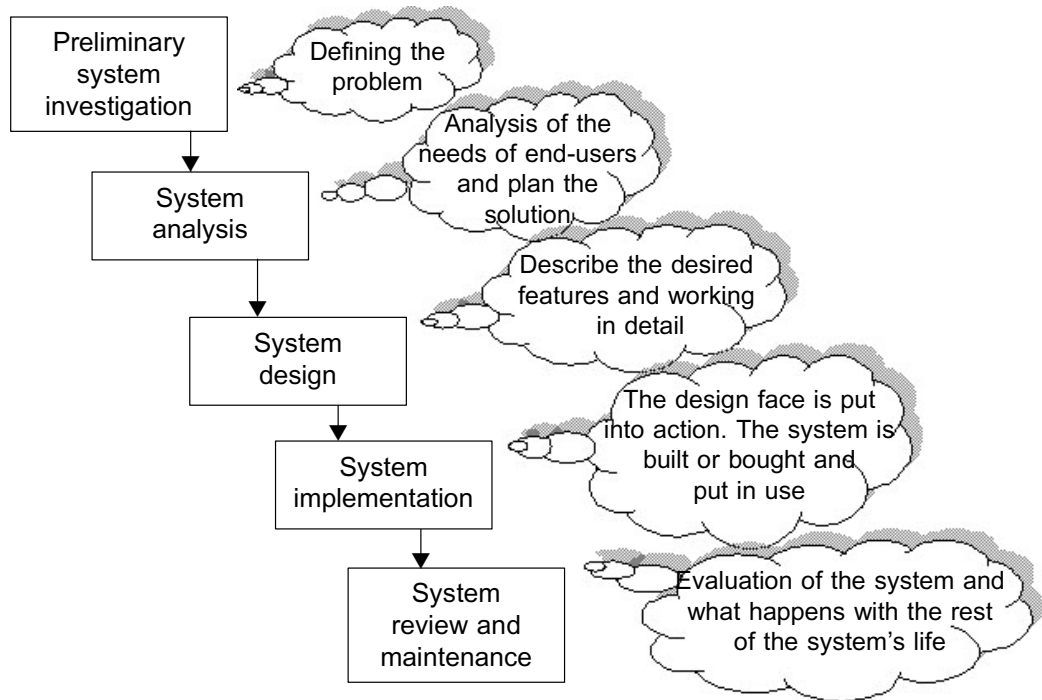 Preliminary
system
investigation
Defining the
problem
System
analysis
Analysis of the
needs of end-users
and plan the
solution
System
design
Describe the desired
features and working
in detail
System
implementation
The design face is put
into action. The system is
built or bought and
put in use
System
review and
maintenance
Evaluation of the system and
what happens with the rest
of the system's life